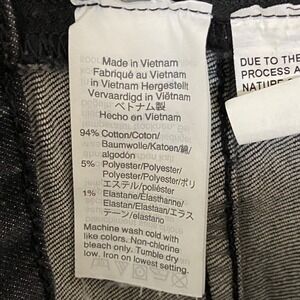 Made in Vietnam
Fabriqué au Vietnam
in Vietnam Hergestellt
Vervaardigd in Viêtnam
ベトナム製
Hecho en Vietnam
94% Cotton/Coton/
Baumwolle/Katoen/綿/
algodón
5% Polyester/Polyester/
Polyester/Polyester/ポリ
エステル/poliéster
1% Elastane/Élasthanne/
Elastan/Elastaan/エラス
テーン/elastano
Machine wash cold with
like colors. Non-chlorine
bleach only. Tumble dry
low. Iron on lowest setting.
DUE TO THE
PROCESS A
NATURE